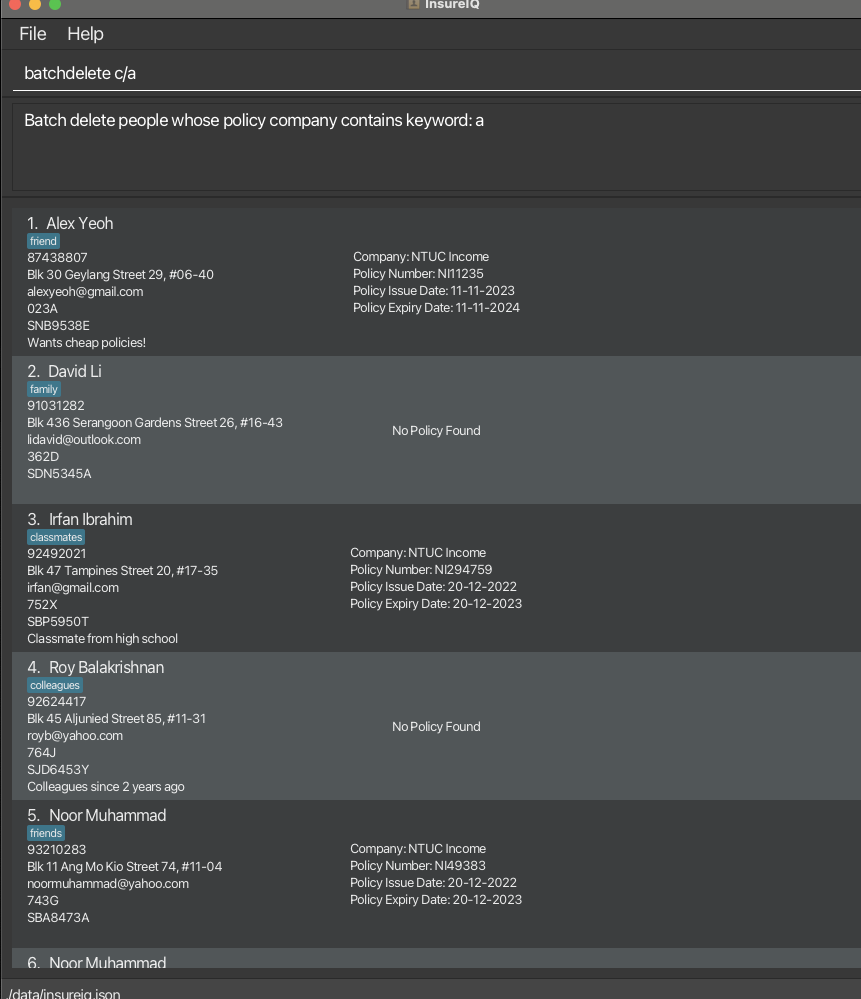 InsureIQ
File Help
batchdelete c/a
Batch delete people whose policy company contains keyword: a
1. Alex Yeoh
friend
87438807
Blk 30 Geylang Street 29, #06-40
alexyeoh@gmail.com
023A
SNB9538E
Wants cheap policies!
Company: NTUC Income
Policy Number: NI11235
Policy Issue Date: 11-11-2023
Policy Expiry Date: 11-11-2024
2. David Li
family
91031282
Blk 436 Serangoon Gardens Street 26, #16-43
lidavid@outlook.com
362D
SDN5345A
No Policy Found
3. Irfan Ibrahim
classmates
92492021
Blk 47 Tampines Street 20, #17-35
irfan@gmail.com
752X
SBP5950T
Classmate from high school
Company: NTUC Income
Policy Number: NI294759
Policy Issue Date: 20-12-2022
Policy Expiry Date: 20-12-2023
4. Roy Balakrishnan
colleagues
92624417
Blk 45 Aljunied Street 85, #11-31
royb@yahoo.com
764J
SJD6453Y
Colleagues since 2 years ago
No Policy Found
5. Noor Muhammad
friends
93210283
Blk 11 Ang Mo Kio Street 74, #11-04
noormuhammad@yahoo.com
743G
SBA8473A
Company: NTUC Income
Policy Number: NI49383
Policy Issue Date: 20-12-2022
Policy Expiry Date: 20-12-2023
6. Noor Muhammad
/data/insureiq.json